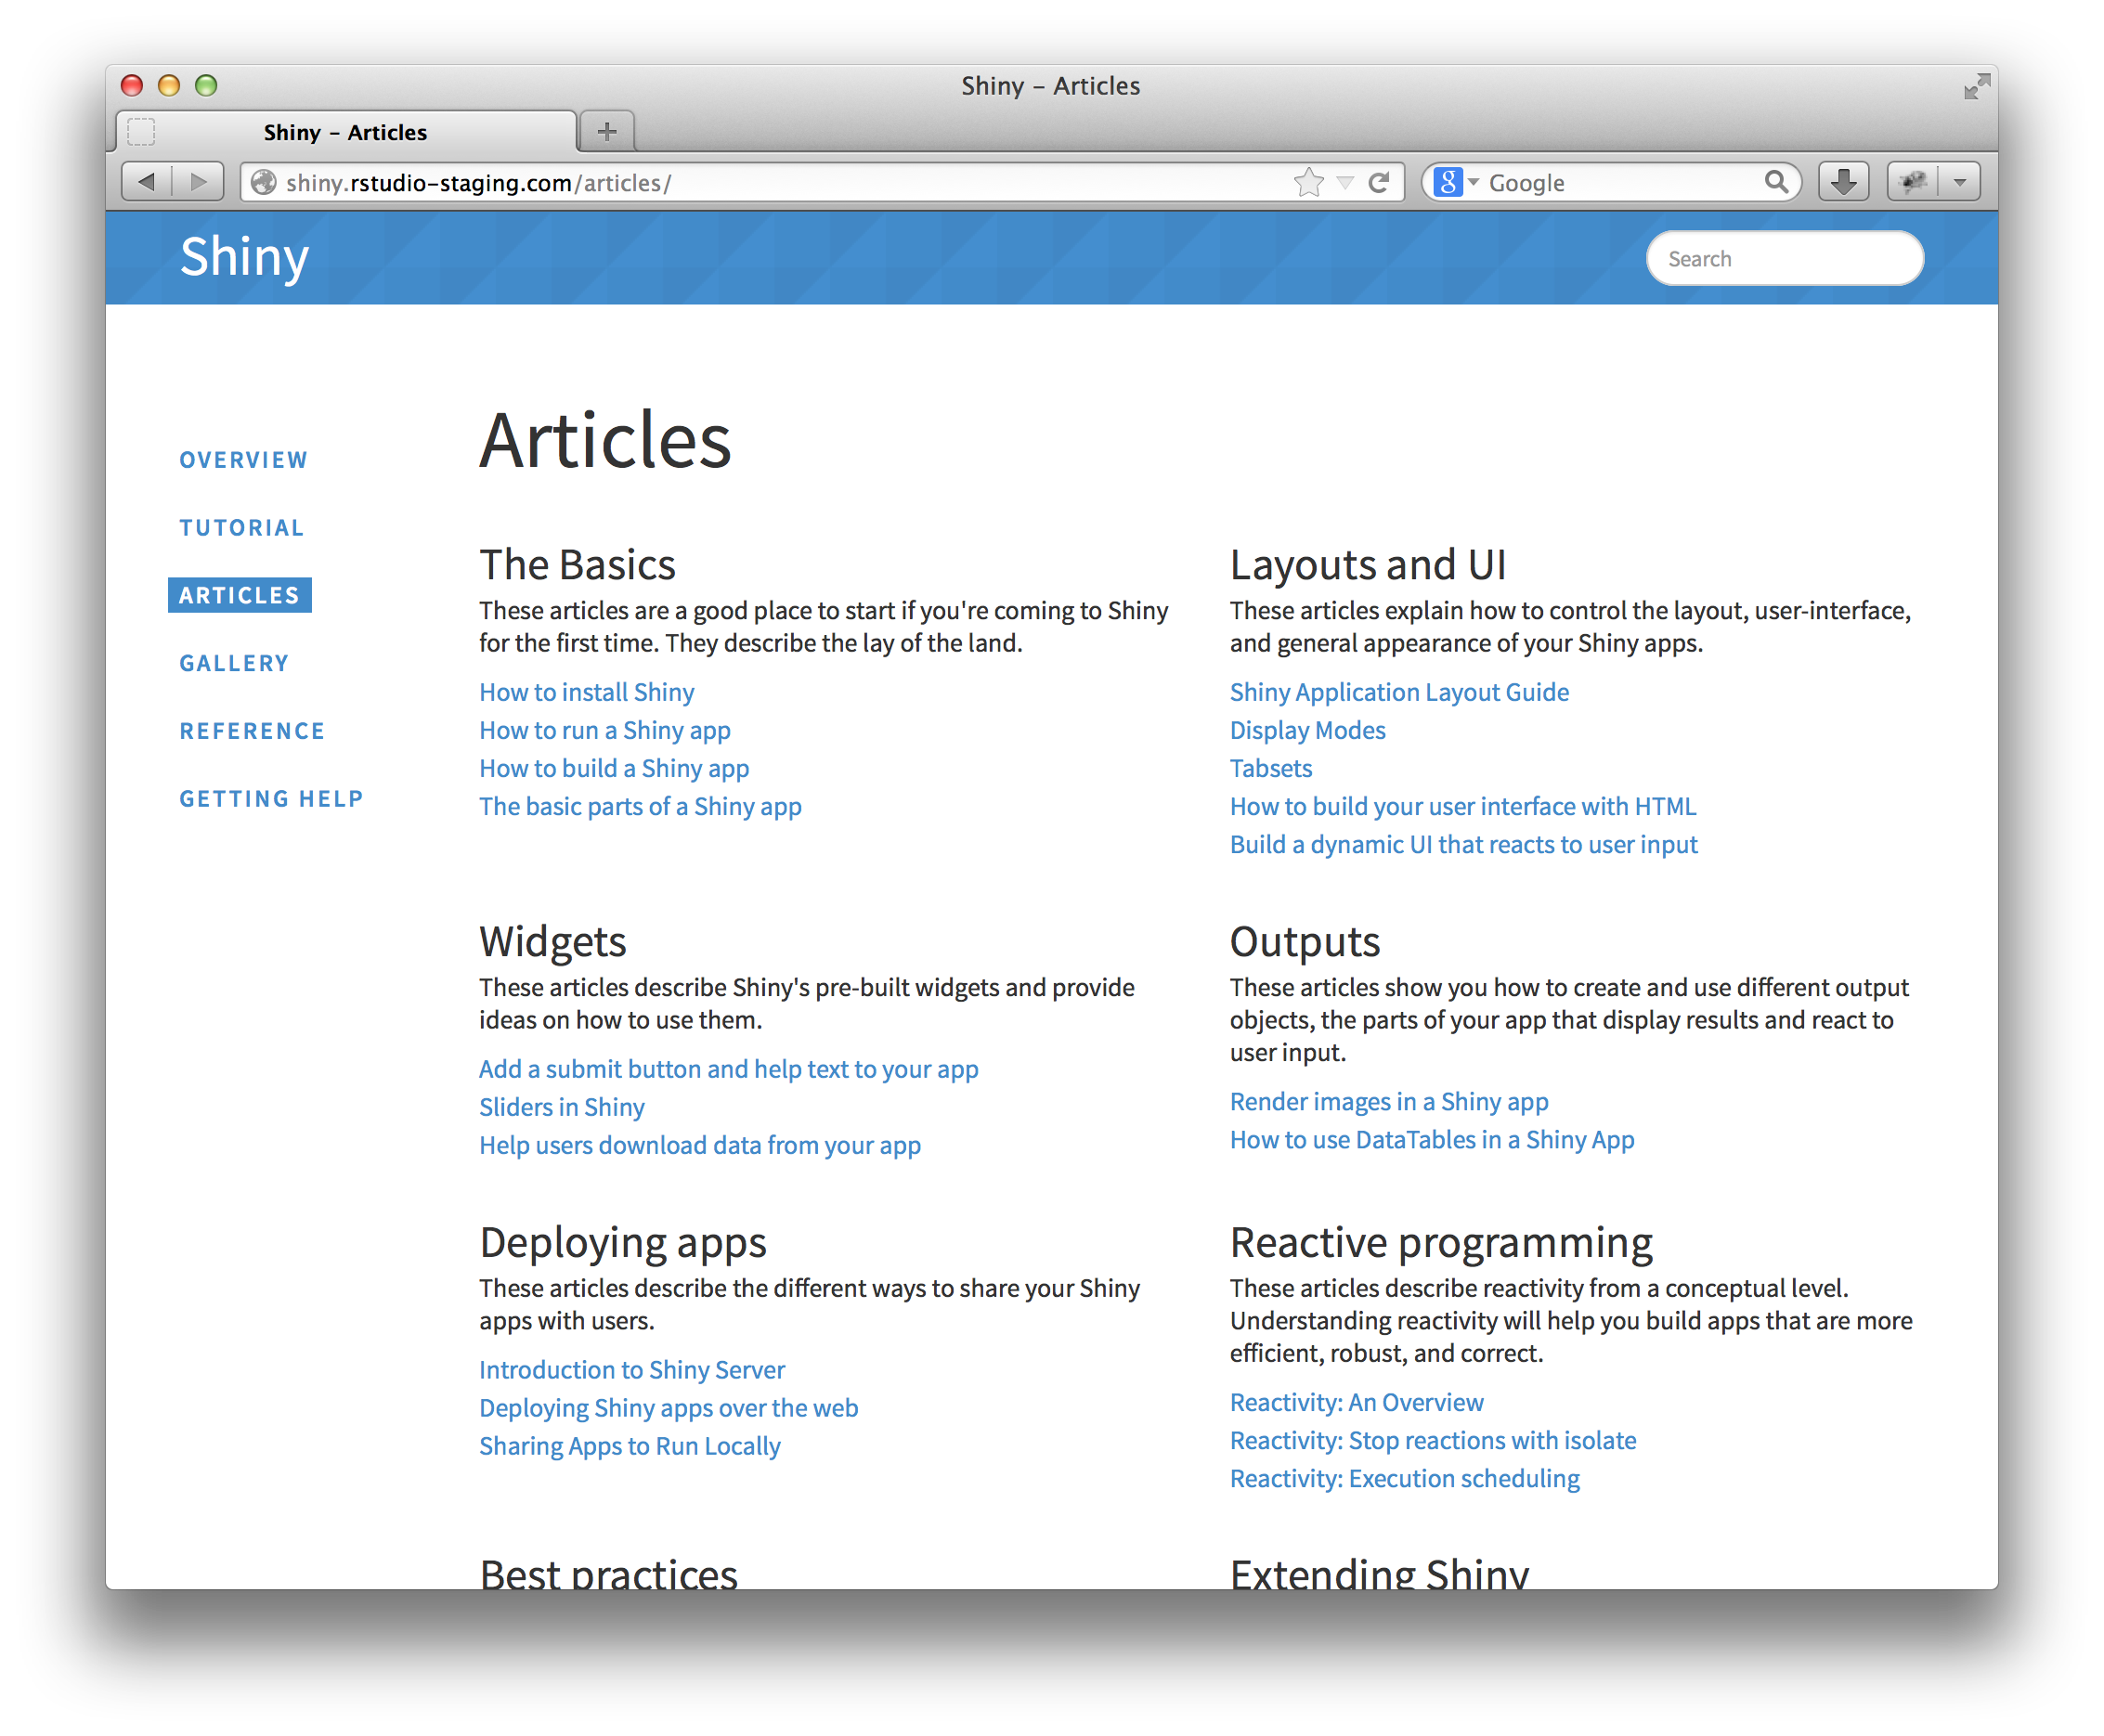 Shiny – Articles
Shiny – Articles
shiny.rstudio-staging.com/articles/
Google
Shiny
Search
OVERVIEW
TUTORIAL
ARTICLES
GALLERY
REFERENCE
GETTING HELP
Articles
The Basics
These articles are a good place to start if you're coming to Shiny
for the first time. They describe the lay of the land.
How to install Shiny
How to run a Shiny app
How to build a Shiny app
The basic parts of a Shiny app
Layouts and UI
These articles explain how to control the layout, user-interface,
and general appearance of your Shiny apps.
Shiny Application Layout Guide
Display Modes
Tabsets
How to build your user interface with HTML
Build a dynamic UI that reacts to user input
Widgets
These articles describe Shiny's pre-built widgets and provide
ideas on how to use them.
Add a submit button and help text to your app
Sliders in Shiny
Help users download data from your app
Outputs
These articles show you how to create and use different output
objects, the parts of your app that display results and react to
user input.
Render images in a Shiny app
How to use DataTables in a Shiny App
Deploying apps
These articles describe the different ways to share your Shiny
apps with users.
Introduction to Shiny Server
Deploying Shiny apps over the web
Sharing Apps to Run Locally
Reactive programming
These articles describe reactivity from a conceptual level.
Understanding reactivity will help you build apps that are more
efficient, robust, and correct.
Reactivity: An Overview
Reactivity: Stop reactions with isolate
Reactivity: Execution scheduling
Best practices
Extending Shiny